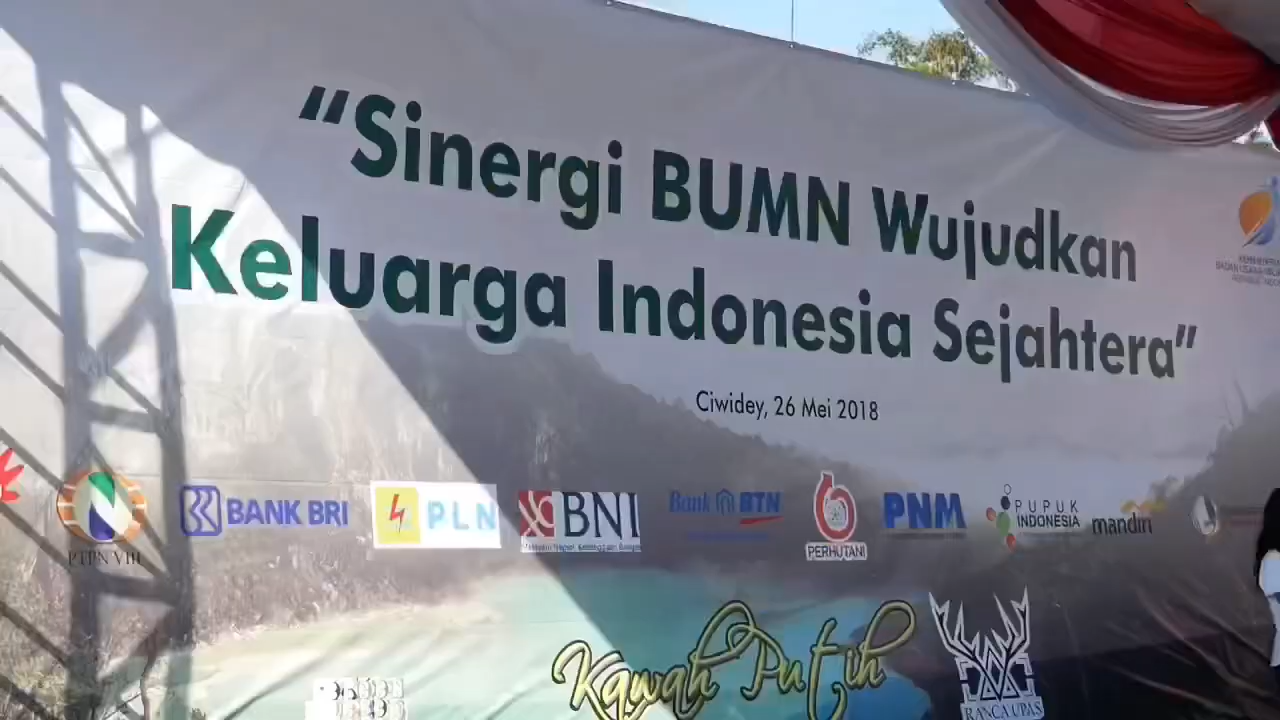 “Sinergi BUMN Wujudkan
Keluarga Indonesia Sejahtera”
Ciwidey, 26 Mei 2018
PTPN VIII
BANK BRI
PLN
BNI
Bank BTN
PERHUTANI
PNM
PUPUK
INDONESIA
mandiri
Kawah Putih
RANCA UPAS